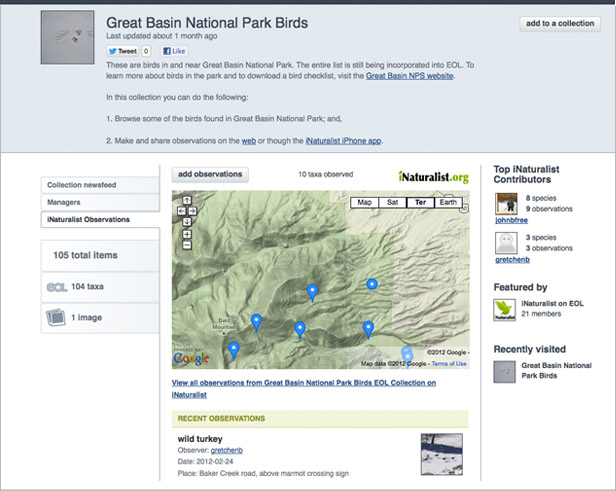 Great Basin National Park Birds
add to a collection
Last updated about 1 month ago
Tweet 0 Like
These are birds in and near Great Basin National Park. The entire list is still being incorporated into EOL. To
learn more about birds in the park and to download a bird checklist, visit the Great Basin NPS website.
In this collection you can do the following:
1. Browse some of the birds found in Great Basin National Park; and,
2. Make and share observations on the web or though the iNaturalist iPhone app.
Collection newsfeed
Managers
iNaturalist Observations
105 total items
EOL 104 taxa
1 image
add observations
10 taxa observed
iNaturalist.org
Map Sat Ter Earth
Bald
Mountain
POWERED BY
Google
©2012 Google -
Map data ©2012 Google - Terms of Use
View all observations from Great Basin National Park Birds EOL Collection on
iNaturalist
RECENT OBSERVATIONS
wild turkey
Observer: gretchenb
Date: 2012-02-24
Place: Baker Creek road, above marmot crossing sign
Top iNaturalist
Contributors
8 species
9 observations
johnbfree
3 species
3 observations
gretchenb
Featured by
iNaturalist on EOL
21 members
iNaturalist
Recently visited
Great Basin National
Park Birds